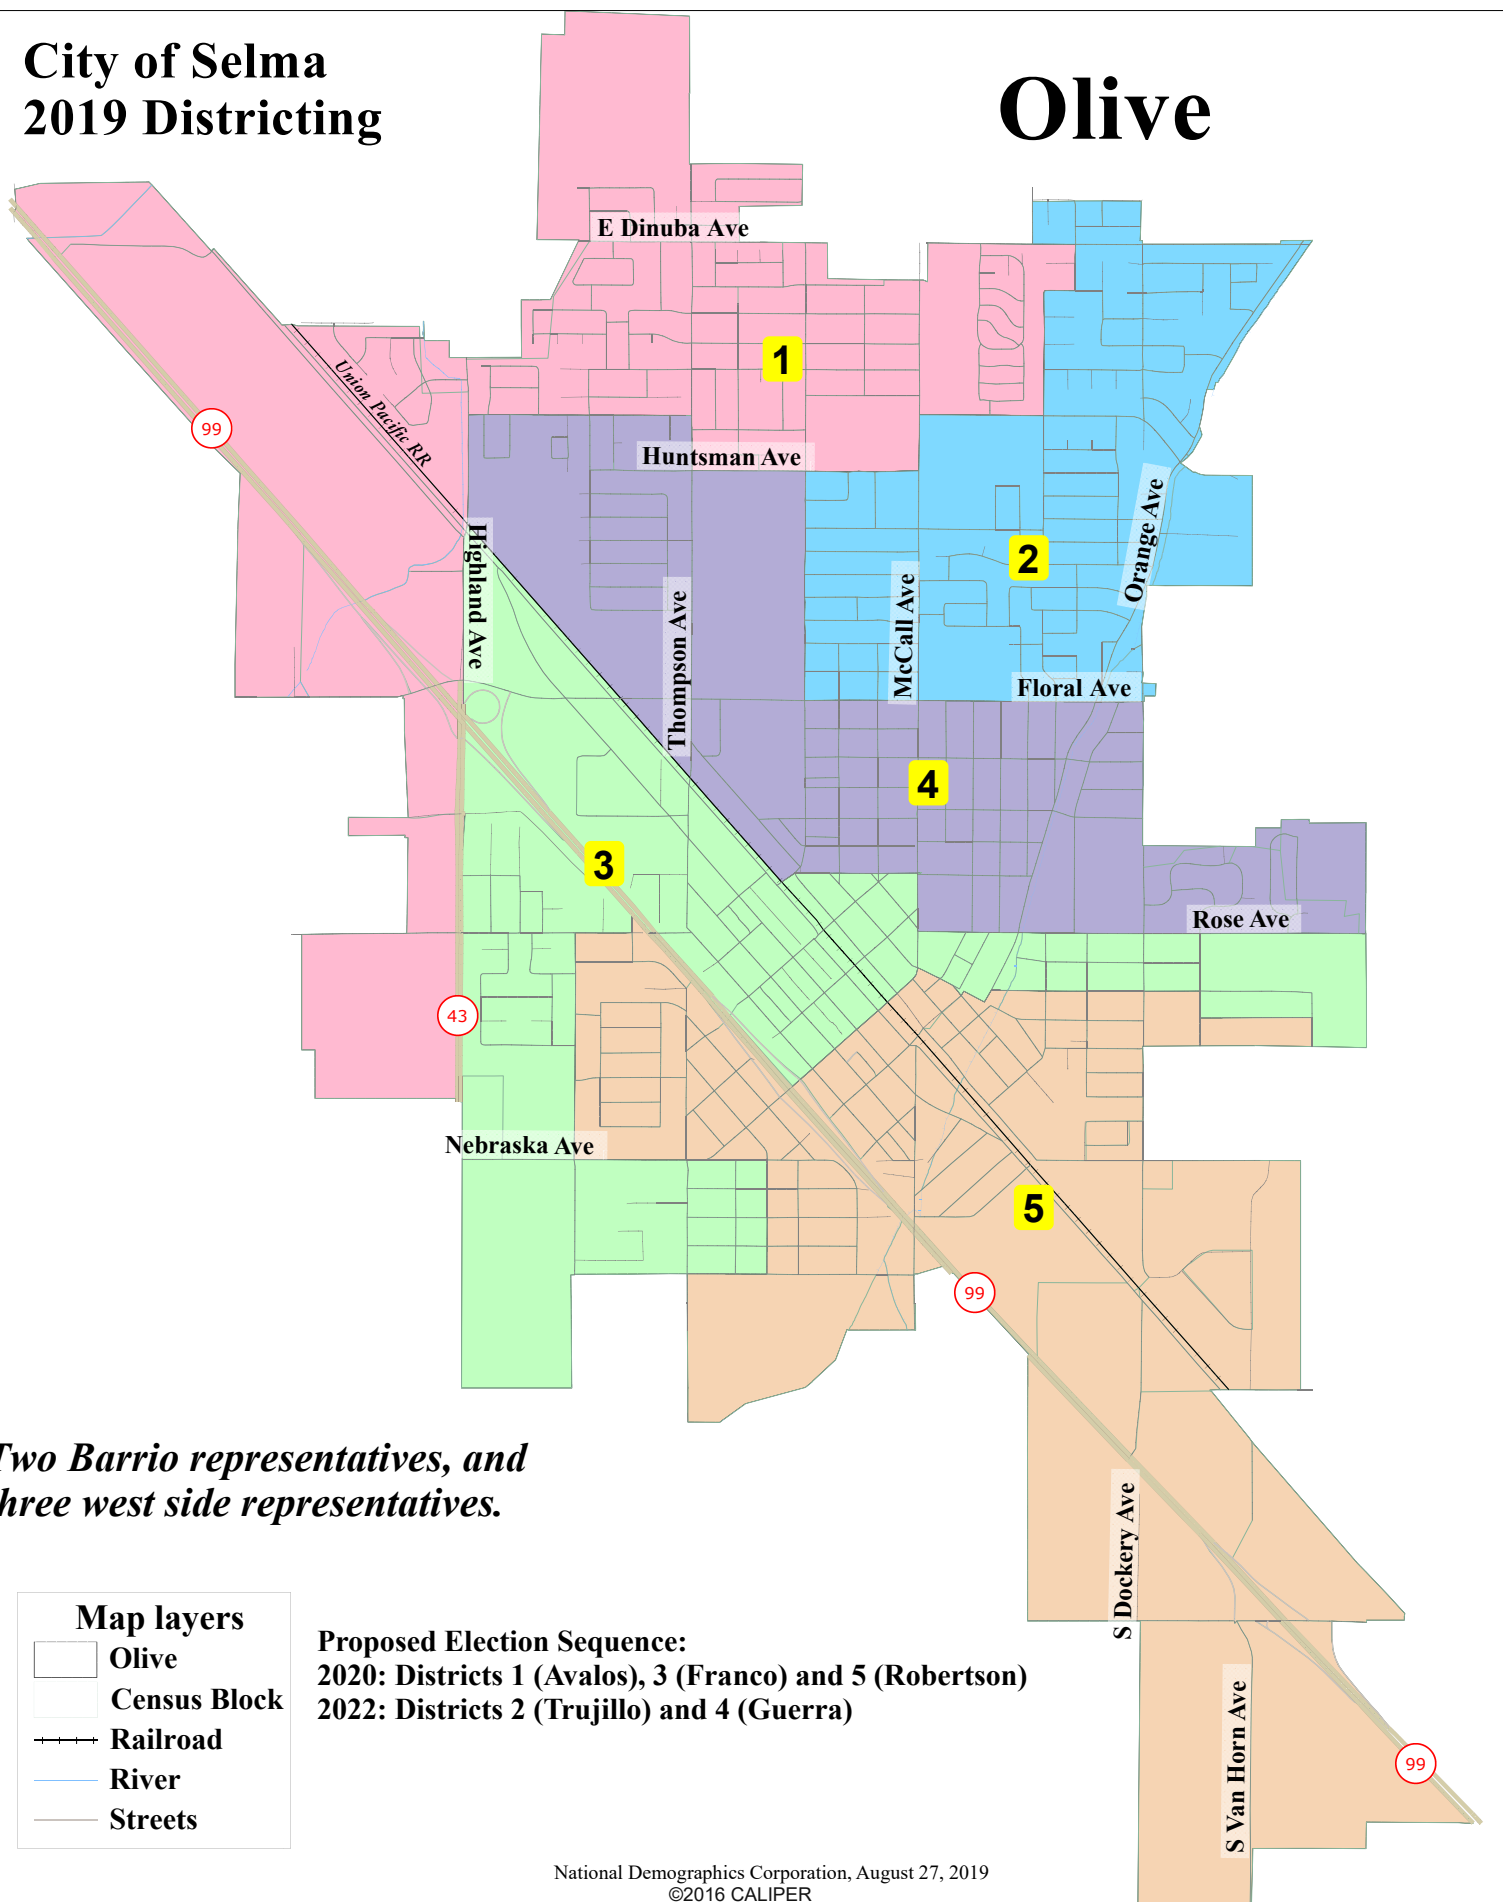 City of Selma
2019 Districting
Olive
E Dinuba Ave
Union Pacific RR
1
99
Huntsman Ave
Highland Ave
Thompson Ave
McCall Ave
2
Orange Ave
Floral Ave
4
3
Rose Ave
43
Nebraska Ave
5
99
Two Barrio representatives, and
hree west side representatives.
S Dockery Ave
S Van Horn Ave
99
Map layers
Olive
Census Block
Railroad
River
Streets
Proposed Election Sequence:
2020: Districts 1 (Avalos), 3 (Franco) and 5 (Robertson)
2022: Districts 2 (Trujillo) and 4 (Guerra)
National Demographics Corporation, August 27, 2019
©2016 CALIPER